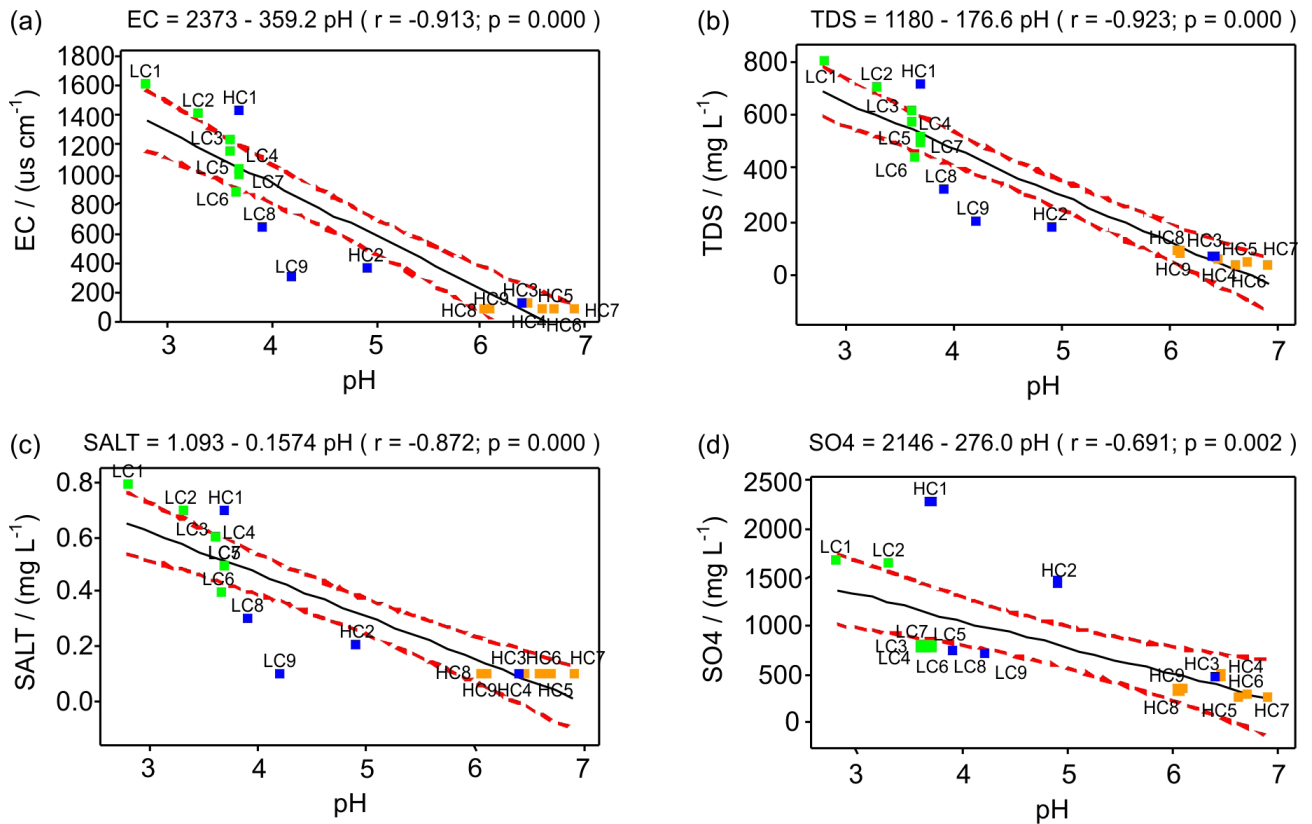 (a) EC = 2373 - 359.2 pH ( r = -0.913; p = 0.000 )
1800
1600
1400
1200
1000
800
600
400
200
0
EC / (us cm⁻¹)
LC1
LC2
HC1
LC3
LC4
LC5
LC7
LC6
LC8
LC9
HC2
HC8
HC9
HC3
HC5
HC7
HC4
HC6
3 4 5 6 7
pH
(b) TDS = 1180 - 176.6 pH ( r = -0.923; p = 0.000 )
800
600
400
200
0
TDS / (mg L⁻¹)
LC1
LC2
HC1
LC3
LC4
LC5
LC7
LC6
LC8
LC9
HC2
HC8
HC3
HC5
HC7
HC9
HC4
HC6
3 4 5 6 7
pH
(c) SALT = 1.093 - 0.1574 pH ( r = -0.872; p = 0.000 )
0.8
0.6
0.4
0.2
0.0
SALT / (mg L⁻¹)
LC1
LC2
HC1
LC3
LC4
LC5
LC6
LC8
LC9
HC2
HC8
HC3
HC6
HC7
HC9
HC4
HC5
3 4 5 6 7
pH
(d) SO4 = 2146 - 276.0 pH ( r = -0.691; p = 0.002 )
2500
2000
1500
1000
500
0
SO4 / (mg L⁻¹)
HC1
LC1
LC2
HC2
LC7
LC5
LC3
LC4
LC6
LC8
LC9
HC3
HC4
HC9
HC6
HC8
HC5
HC7
3 4 5 6 7
pH